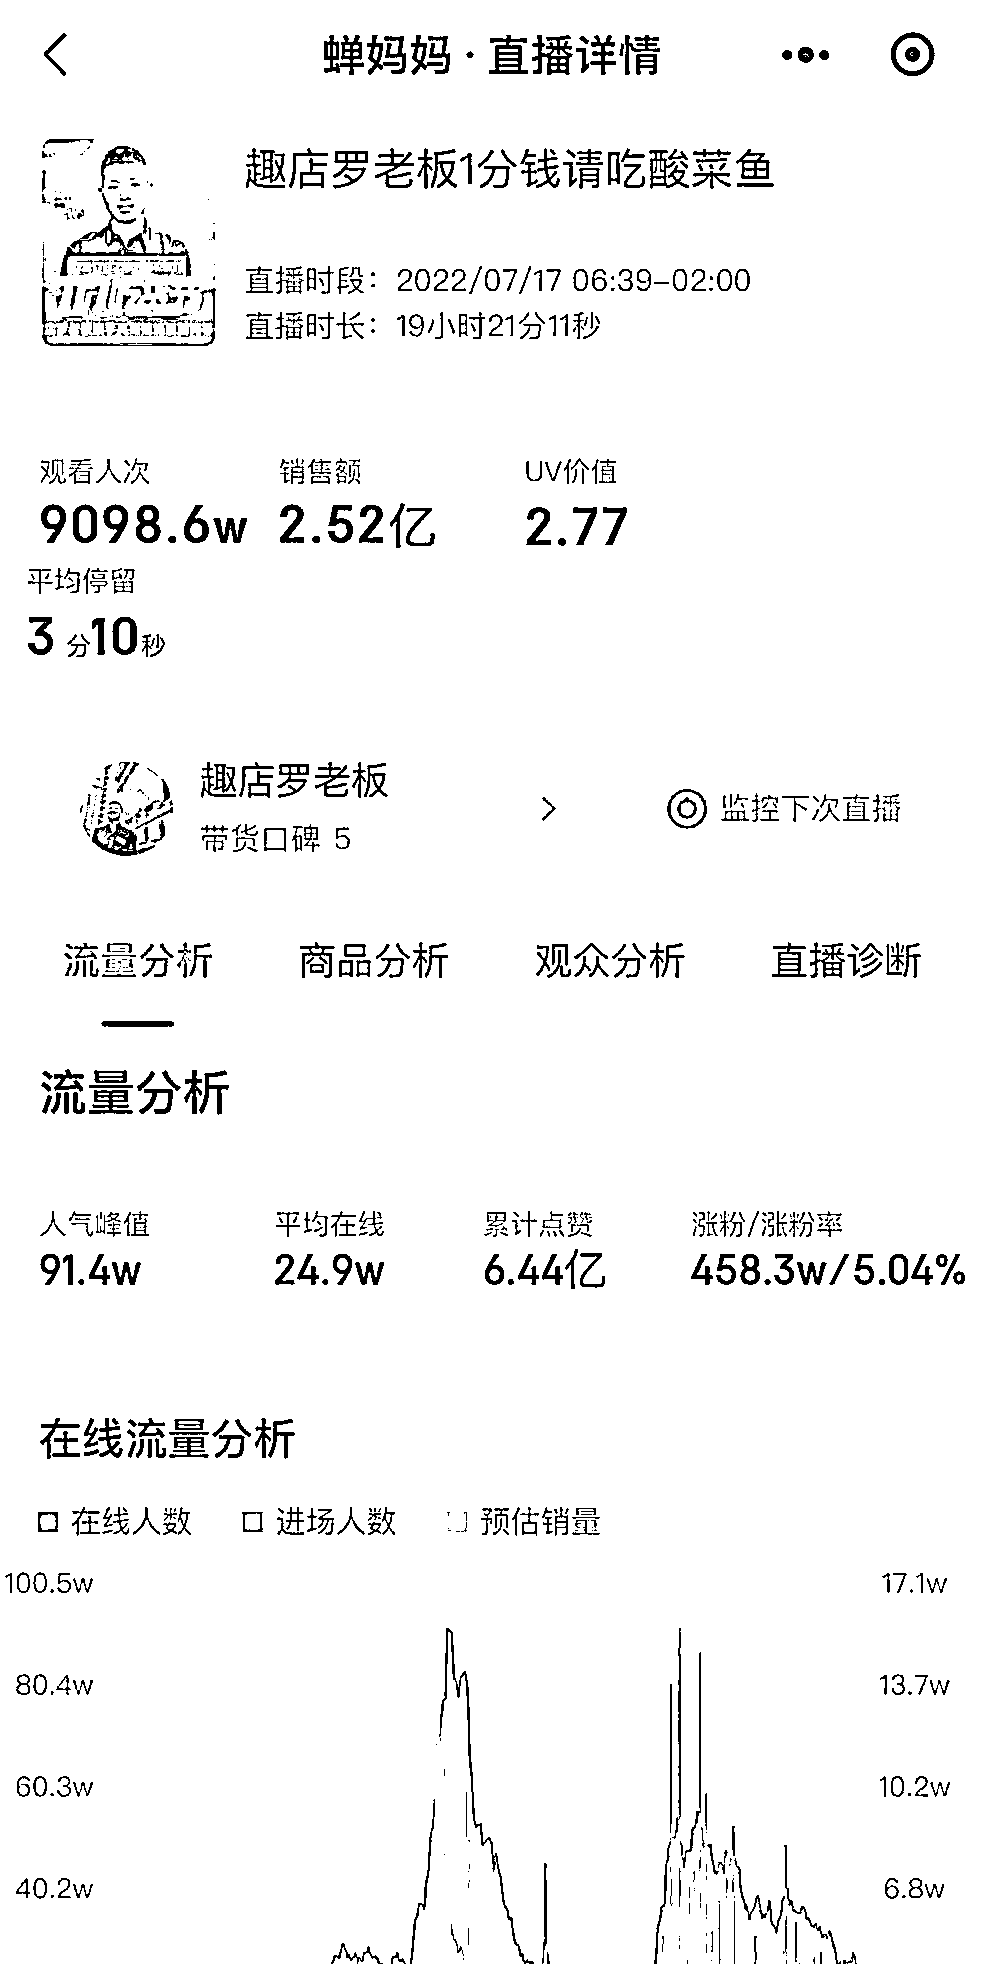 蝉妈妈·直播详情
趣店罗老板1分钱请吃酸菜鱼
直播时段：2022/07/17 06:39-02:00
直播时长：19小时21分11秒
观看人次 销售额 UV价值
9098.6w 2.52亿 2.77
平均停留
3 分10秒
趣店罗老板
带货口碑 5
监控下次直播
流量分析 商品分析 观众分析 直播诊断
流量分析
人气峰值 平均在线 累计点赞 涨粉/涨粉率
91.4w 24.9w 6.44亿 458.3w/5.04%
在线流量分析
在线人数 进场人数 预估销量
100.5w 17.1w
80.4w 13.7w
60.3w 10.2w
40.2w 6.8w